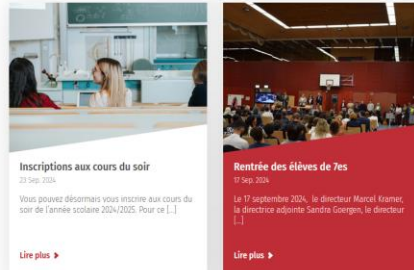 Inscriptions aux cours du soir
23 Sep. 2024
Vous pouvez désormais vous inscrire aux cours du
soir de l'année scolaire 2024/2025. Pour ce [...]
Lire plus
Rentrée des élèves de 7es
17 Sep. 2024
Le 17 septembre 2024, le directeur Marcel Kramer,
la directrice adjointe Sandra Goergen, le directeur
[...]
Lire plus